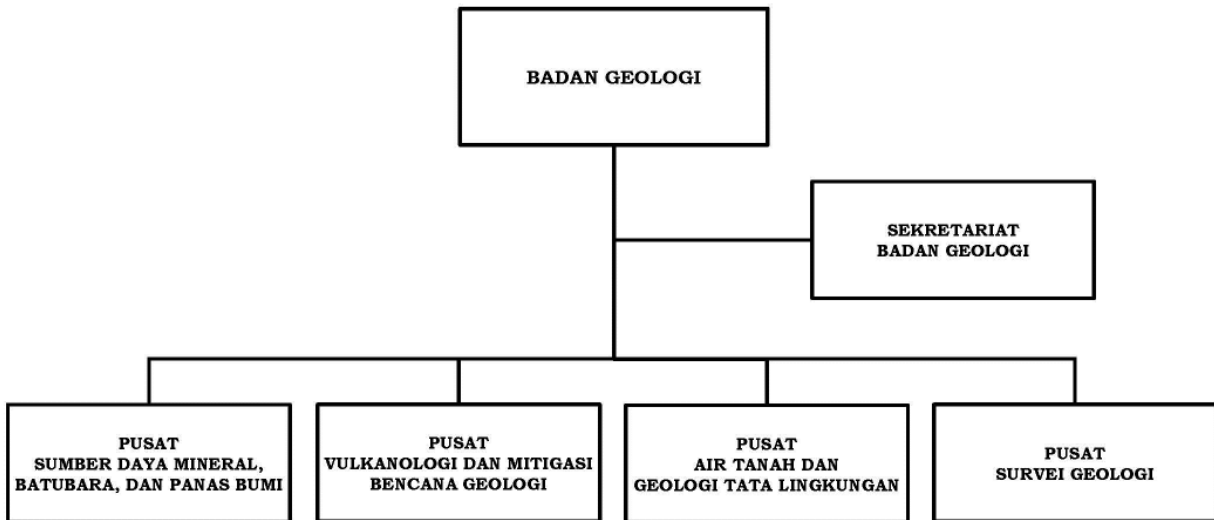 BADAN GEOLOGI
SEKRETARIAT
BADAN GEOLOGI
PUSAT
SUMBER DAYA MINERAL,
BATUBARA, DAN PANAS BUMI
PUSAT
VULKANOLOGI DAN MITIGASI
BENCANA GEOLOGI
PUSAT
AIR TANAH DAN
GEOLOGI TATA LINGKUNGAN
PUSAT
SURVEI GEOLOGI